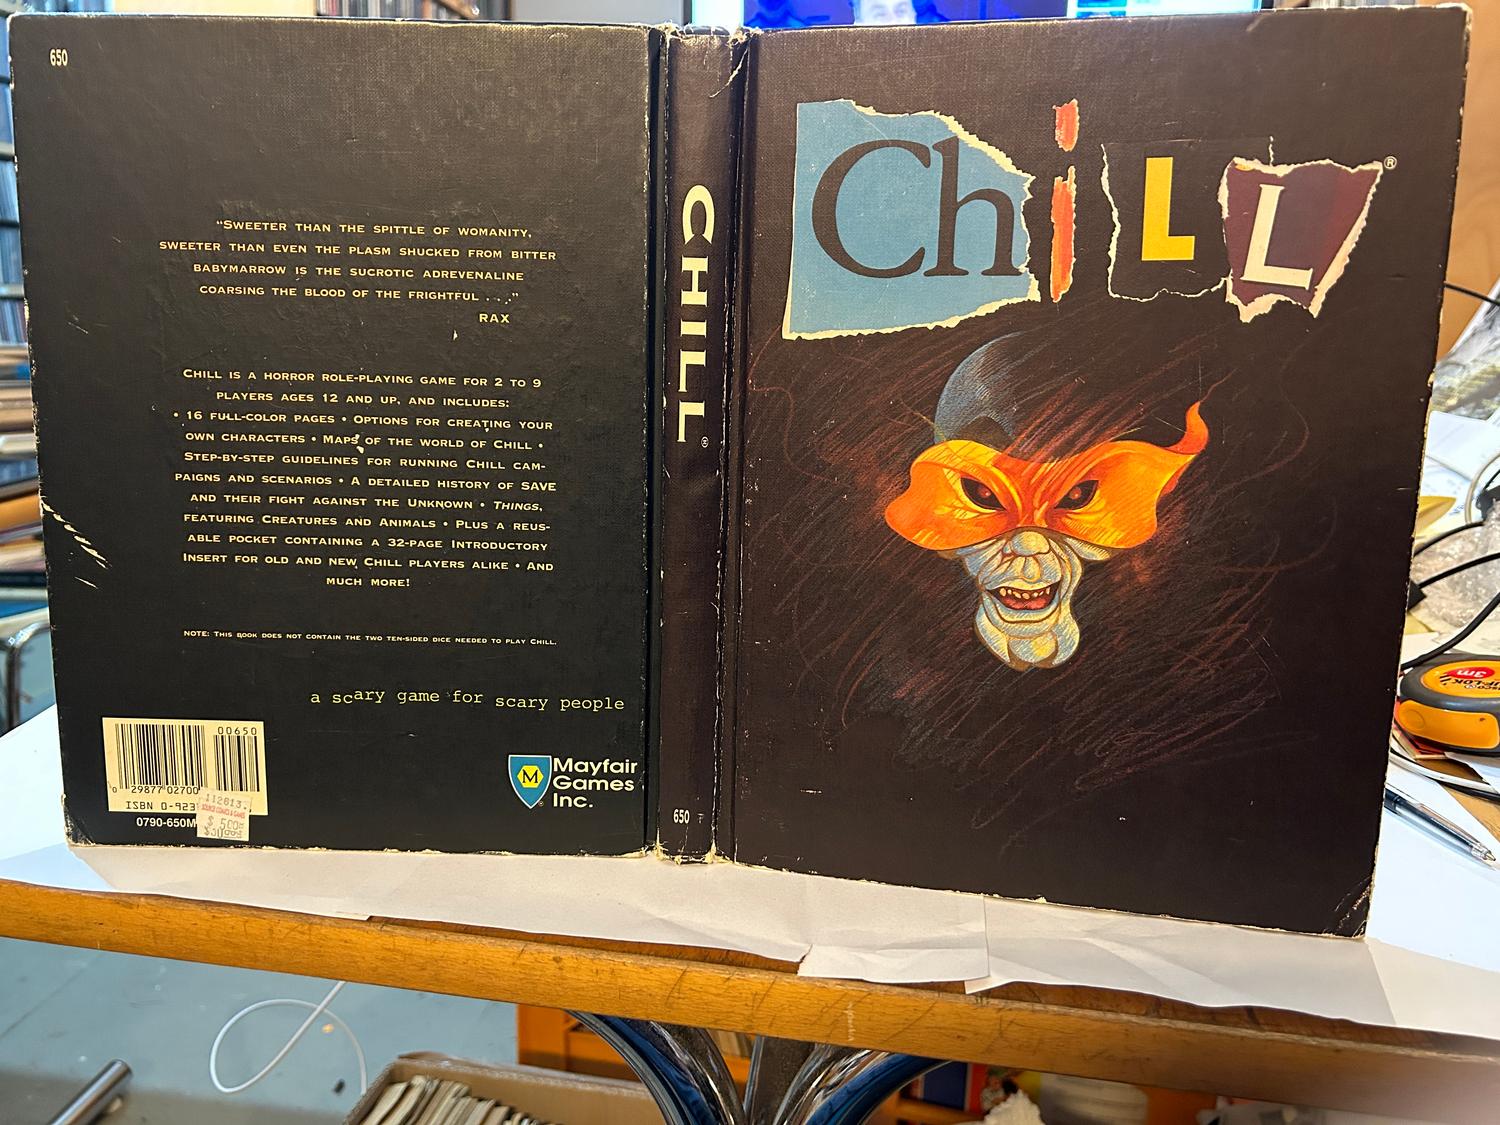 650
“SWEETER THAN THE SPITTLE OF WOMANITY,
SWEETER THAN EVEN THE PLASM SHUCKED FROM BITTER
BABYMARROW IS THE SUCROTIC ADREVENALINE
COARSING THE BLOOD OF THE FRIGHTFUL . . .”
RAX
CHILL IS A HORROR ROLE-PLAYING GAME FOR 2 TO 9
PLAYERS AGES 12 AND UP, AND INCLUDES:
• 16 FULL-COLOR PAGES • OPTIONS FOR CREATING YOUR
OWN CHARACTERS • MAPS OF THE WORLD OF CHILL •
STEP-BY-STEP GUIDELINES FOR RUNNING CHILL CAM-
PAIGNS AND SCENARIOS • A DETAILED HISTORY OF SAVE
AND THEIR FIGHT AGAINST THE UNKNOWN • THINGS,
FEATURING CREATURES AND ANIMALS • PLUS A REUS-
ABLE POCKET CONTAINING A 32-PAGE INTRODUCTORY
INSERT FOR OLD AND NEW CHILL PLAYERS ALIKE • AND
MUCH MORE!
NOTE: THIS BOOK DOES NOT CONTAIN THE TWO TEN-SIDED DICE NEEDED TO PLAY CHILL.
a scary game for scary people
00650
0 29877 02700
ISBN 0-923
0790-650M
112613
M
Mayfair
Games
Inc.
CHILL®
650
ChiLL®
3m